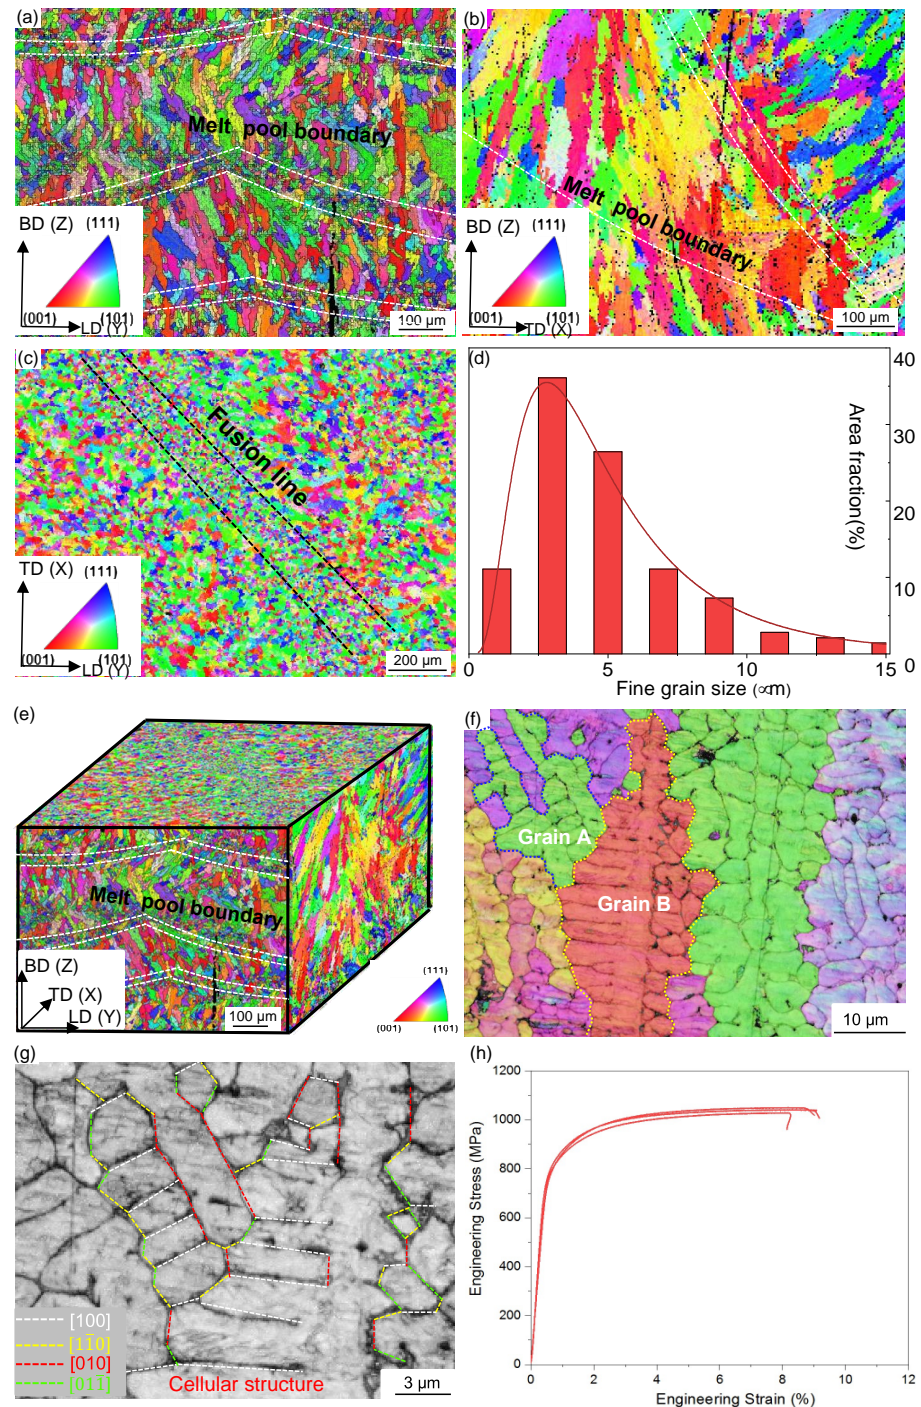 (a)
Melt pool boundary
BD (Z)
(111)
(001)
(101)
LD (Y)
100 µm
(b)
Melt pool boundary
BD (Z)
(111)
(001)
(101)
TD (X)
100 µm
(c)
Fusion line
TD (X)
(111)
(001)
(101)
LD (Y)
200 µm
(d)
40
30
20
10
0
Area fraction(%)
0
5
10
15
Fine grain size (∝m)
(e)
Melt pool boundary
BD (Z)
TD (X)
LD (Y)
100 µm
(111)
(001)
(101)
(f)
Grain A
Grain B
10 µm
(g)
[100]
[11̅0]
[010]
[011]
Cellular structure
3 µm
(h)
1200
1000
800
600
400
200
0
Engineering Stress (MPa)
0
2
4
6
8
10
12
Engineering Strain (%)